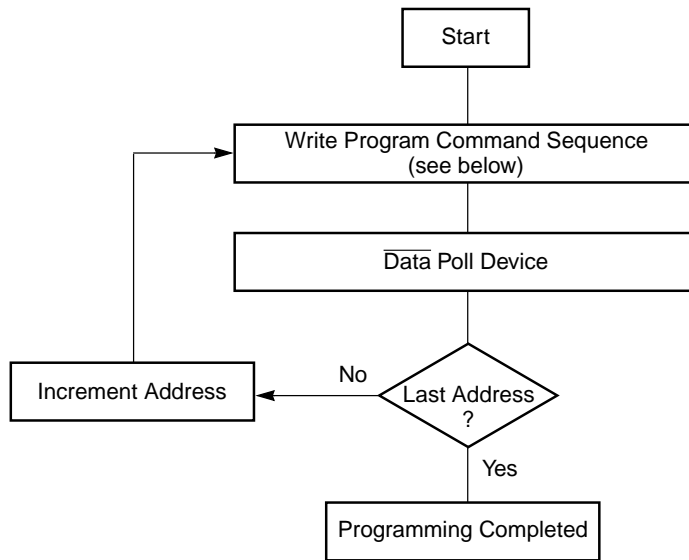 Start
Write Program Command Sequence
(see below)
Data Poll Device
No
Increment Address
Last Address
?
Yes
Programming Completed